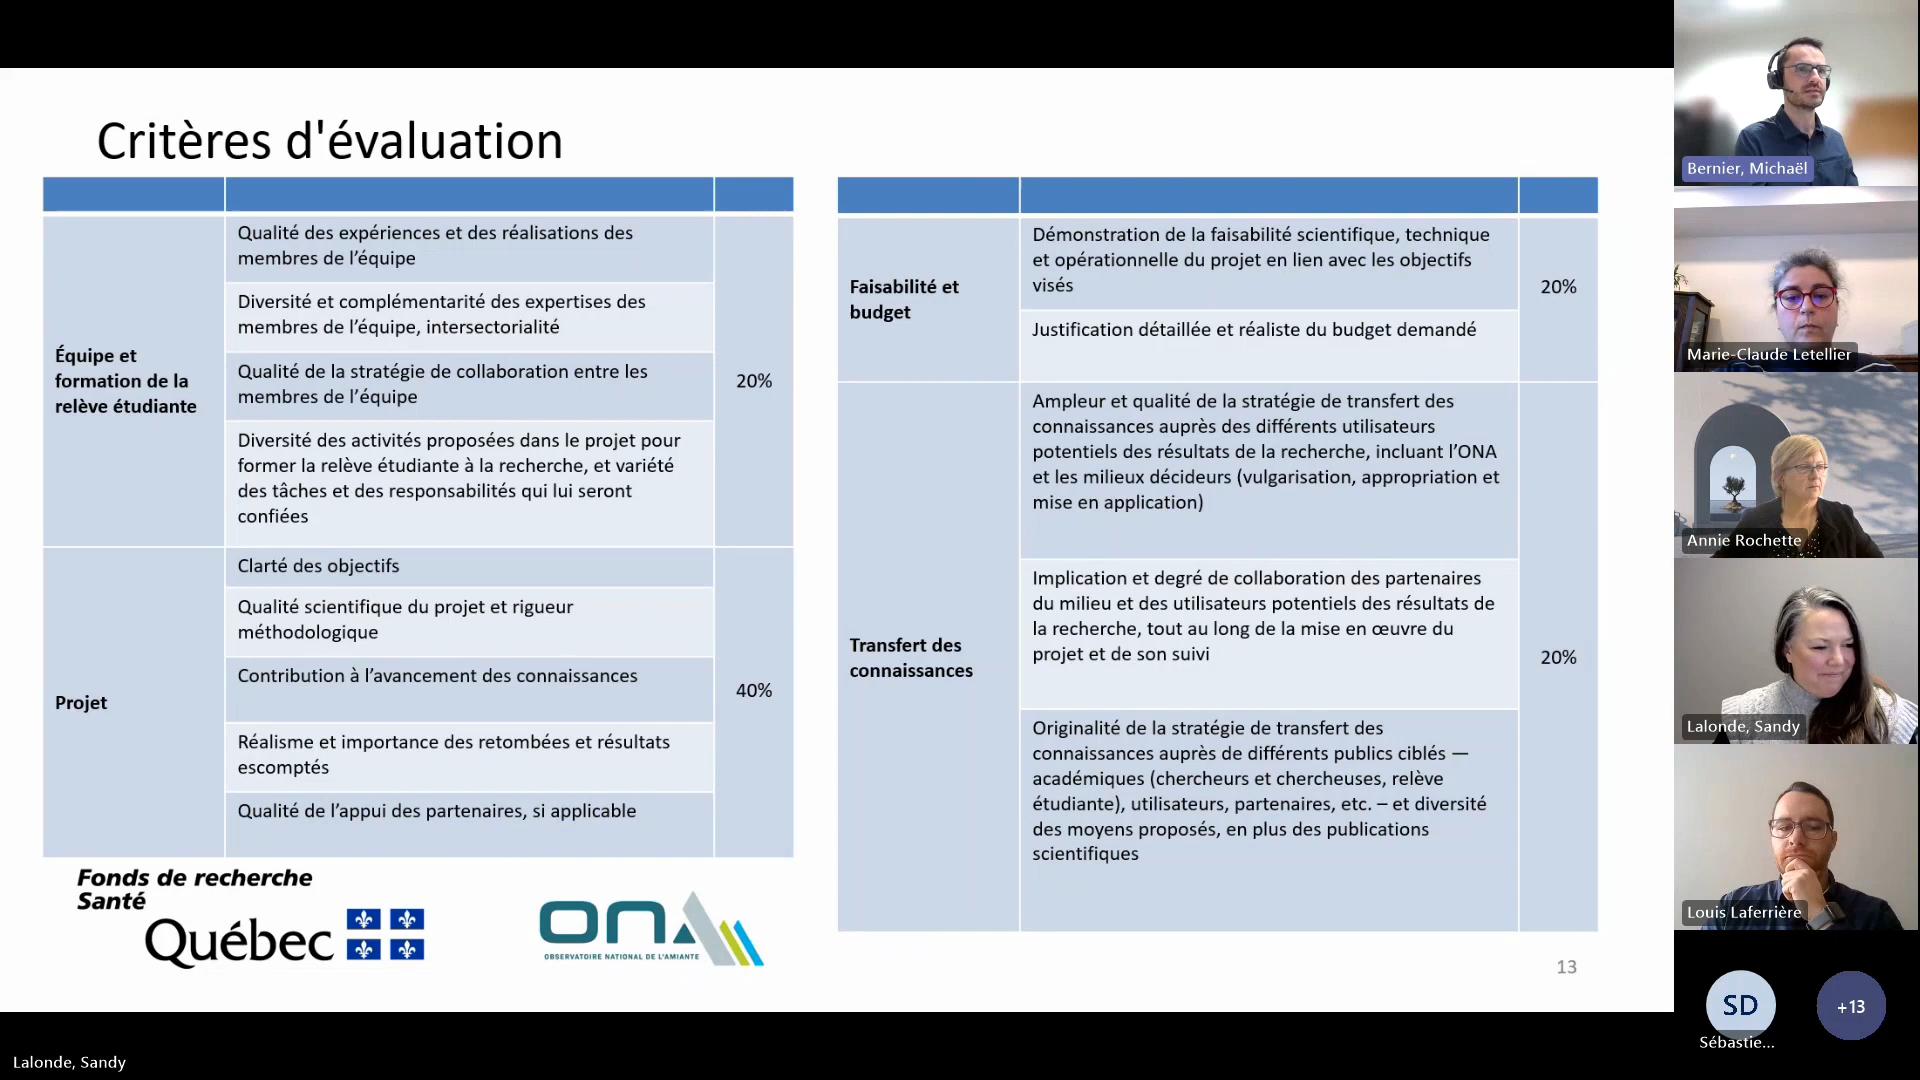 Critères d'évaluation
Qualité des expériences et des réalisations des
membres de l’équipe
Diversité et complémentarité des expertises des
membres de l’équipe, intersectorialité
Équipe et
formation de la
relève étudiante
Qualité de la stratégie de collaboration entre les
membres de l’équipe
20%
Diversité des activités proposées dans le projet pour
former la relève étudiante à la recherche, et variété
des tâches et des responsabilités qui lui seront
confiées
Clarté des objectifs
Qualité scientifique du projet et rigueur
méthodologique
Projet
Contribution à l’avancement des connaissances
40%
Réalisme et importance des retombées et résultats
escomptés
Qualité de l’appui des partenaires, si applicable
Faisabilité et
budget
Démonstration de la faisabilité scientifique, technique
et opérationnelle du projet en lien avec les objectifs
visés
20%
Justification détaillée et réaliste du budget demandé
Ampleur et qualité de la stratégie de transfert des
connaissances auprès des différents utilisateurs
potentiels des résultats de la recherche, incluant l’ONA
et les milieux décideurs (vulgarisation, appropriation et
mise en application)
Transfert des
connaissances
Implication et degré de collaboration des partenaires
du milieu et des utilisateurs potentiels des résultats de
la recherche, tout au long de la mise en œuvre du
projet et de son suivi
20%
Originalité de la stratégie de transfert des
connaissances auprès de différents publics ciblés —
académiques (chercheurs et chercheuses, relève
étudiante), utilisateurs, partenaires, etc. – et diversité
des moyens proposés, en plus des publications
scientifiques
Fonds de recherche
Santé
Québec
ONA
OBSERVATOIRE NATIONAL DE L'AMIANTE
13
Bernier, Michaël
Marie-Claude Letellier
Annie Rochette
Lalonde, Sandy
Louis Laferrière
SD
+13
Sébastie...
Lalonde, Sandy